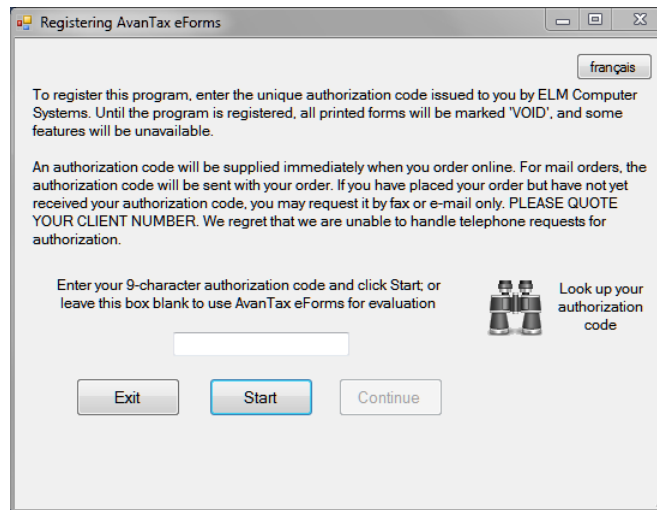 Registering AvanTax eForms
français
To register this program, enter the unique authorization code issued to you by ELM Computer
Systems. Until the program is registered, all printed forms will be marked 'VOID', and some
features will be unavailable.
An authorization code will be supplied immediately when you order online. For mail orders, the
authorization code will be sent with your order. If you have placed your order but have not yet
received your authorization code, you may request it by fax or e-mail only. PLEASE QUOTE
YOUR CLIENT NUMBER. We regret that we are unable to handle telephone requests for
authorization.
Enter your 9-character authorization code and click Start; or
leave this box blank to use AvanTax eForms for evaluation
Look up your
authorization
code
Exit
Start
Continue